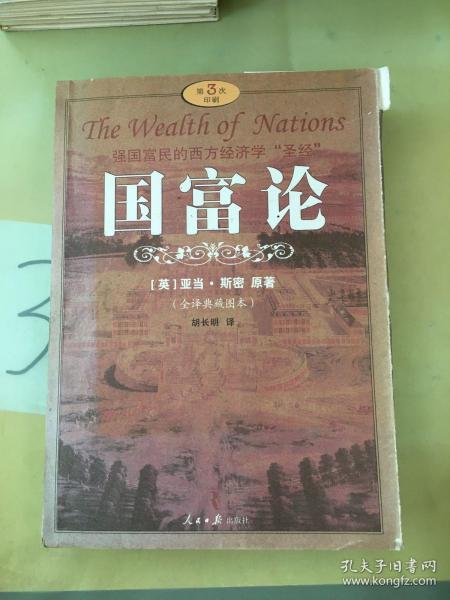 第3次
印刷
The Wealth of Nations
强国富民的西方经济学“圣经”
国富论
[英]亚当·斯密 原著
(全译典藏图本)
胡长明 译
人民日报出版社
3
孔夫子旧书网
www.kongfz.com